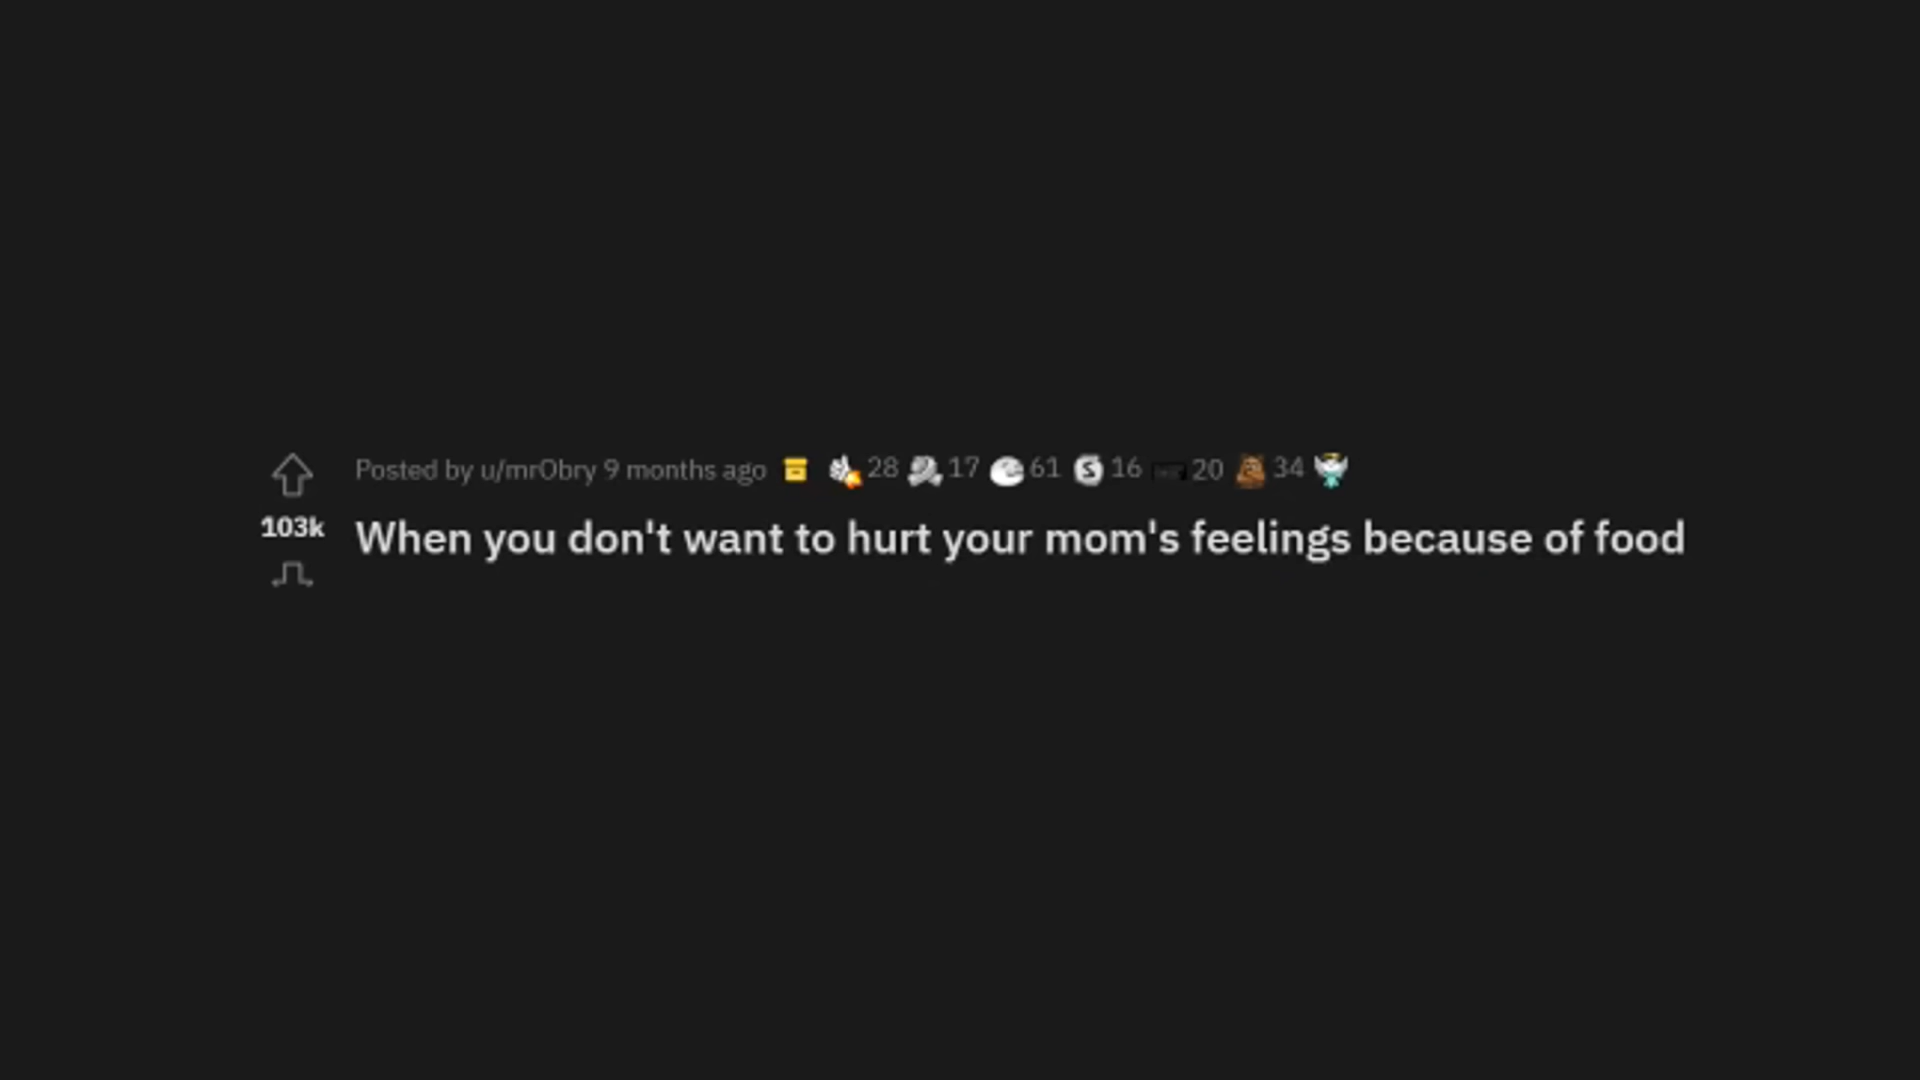 Posted by u/mrObry 9 months ago 28 17 61 16 20 34
103k
When you don't want to hurt your mom's feelings because of food